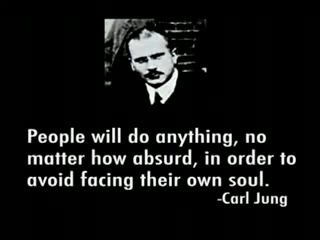 People will do anything, no
matter how absurd, in order to
avoid facing their own soul.
-Carl Jung